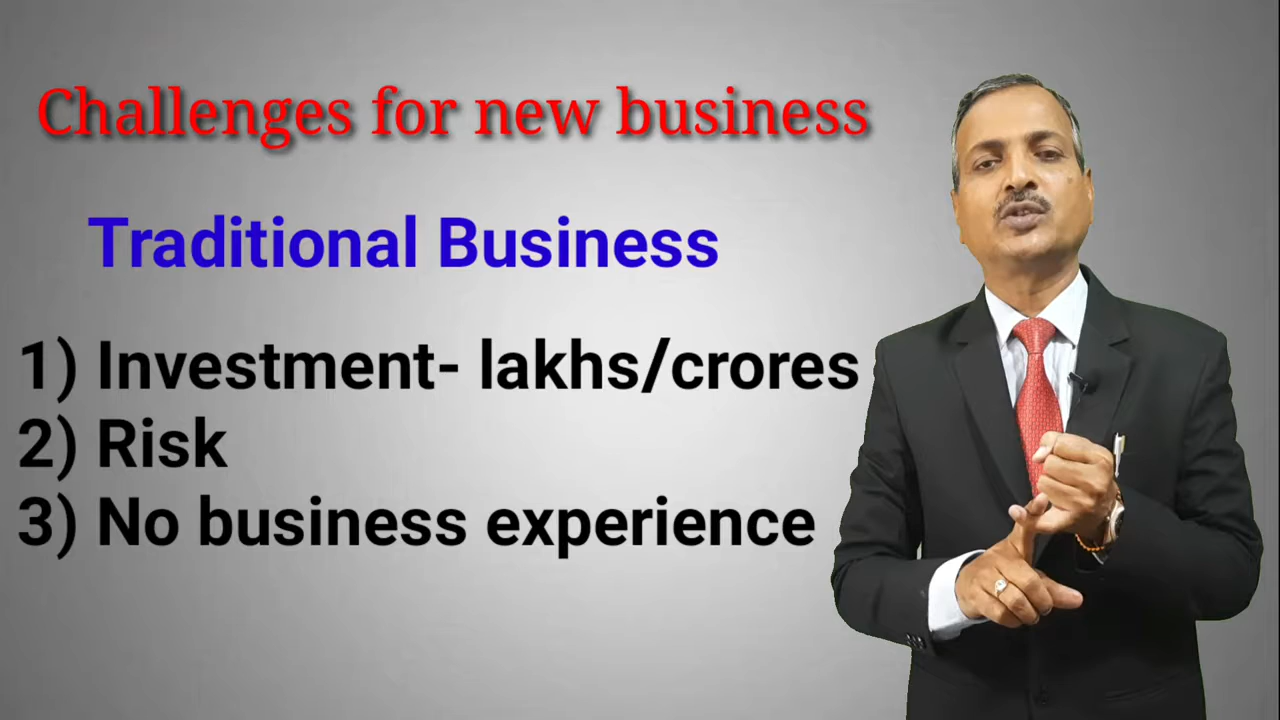 Challenges for new business
Traditional Business
1) Investment- lakhs/crores
2) Risk
3) No business experience